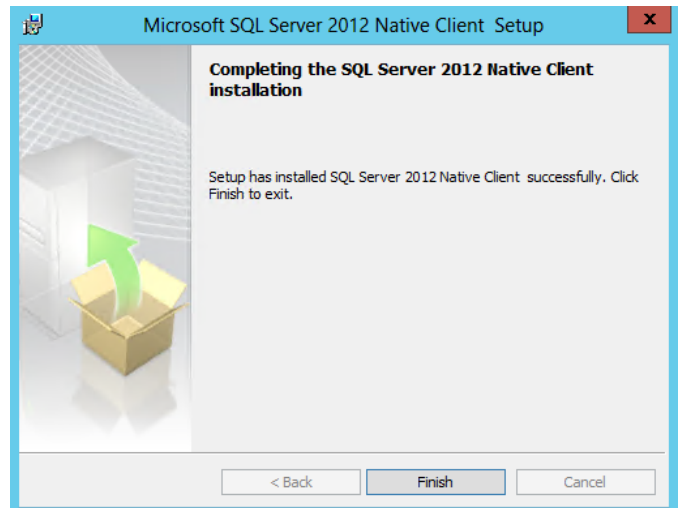 Microsoft SQL Server 2012 Native Client Setup
x
Completing the SQL Server 2012 Native Client
installation
Setup has installed SQL Server 2012 Native Client successfully. Click
Finish to exit.
< Back
Finish
Cancel